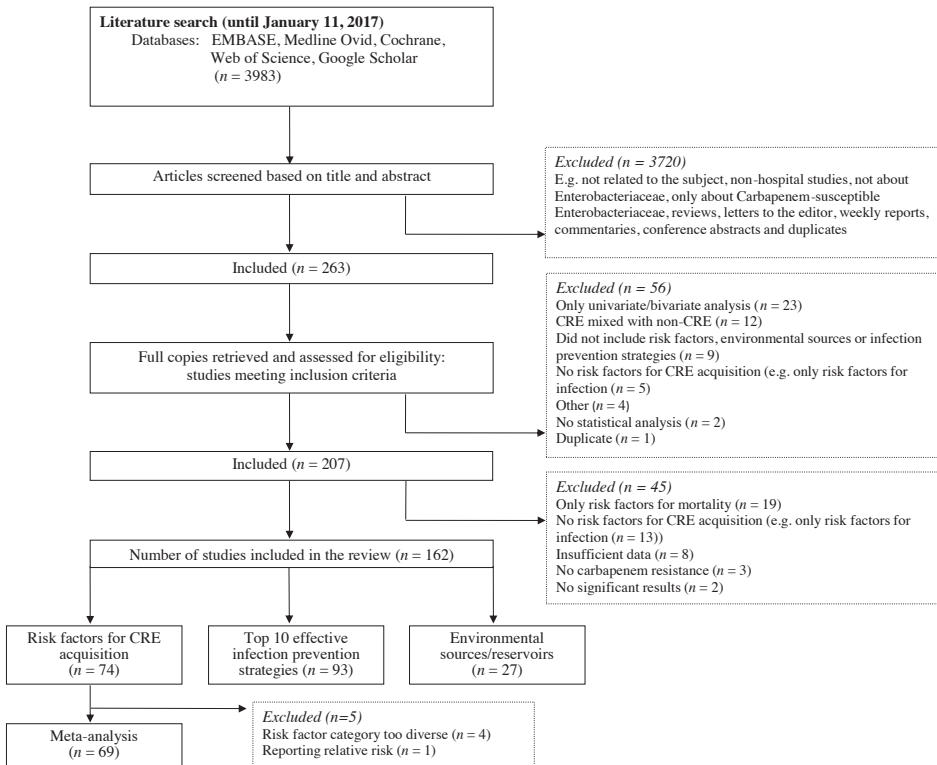 Literature search (until January 11, 2017)
Databases: EMBASE, Medline Ovid, Cochrane,
Web of Science, Google Scholar
(n = 3983)
Articles screened based on title and abstract
Excluded (n = 3720)
E.g. not related to the subject, non-hospital studies, not about
Enterobacteriaceae, only about Carbapenem-susceptible
Enterobacteriaceae, reviews, letters to the editor, weekly reports,
commentaries, conference abstracts and duplicates
Included (n = 263)
Excluded (n = 56)
Only univariate/bivariate analysis (n = 23)
CRE mixed with non-CRE (n = 12)
Did not include risk factors, environmental sources or infection
prevention strategies (n = 9)
No risk factors for CRE acquisition (e.g. only risk factors for
infection (n = 5)
Other (n = 4)
No statistical analysis (n = 2)
Duplicate (n = 1)
Full copies retrieved and assessed for eligibility:
studies meeting inclusion criteria
Included (n = 207)
Excluded (n = 45)
Only risk factors for mortality (n = 19)
No risk factors for CRE acquisition (e.g. only risk factors for
infection (n = 13))
Insufficient data (n = 8)
No carbapenem resistance (n = 3)
No significant results (n = 2)
Number of studies included in the review (n = 162)
Risk factors for CRE
acquisition
(n = 74)
Top 10 effective
infection prevention
strategies (n = 93)
Environmental
sources/reservoirs
(n = 27)
Excluded (n=5)
Risk factor category too diverse (n = 4)
Reporting relative risk (n = 1)
Meta-analysis
(n = 69)